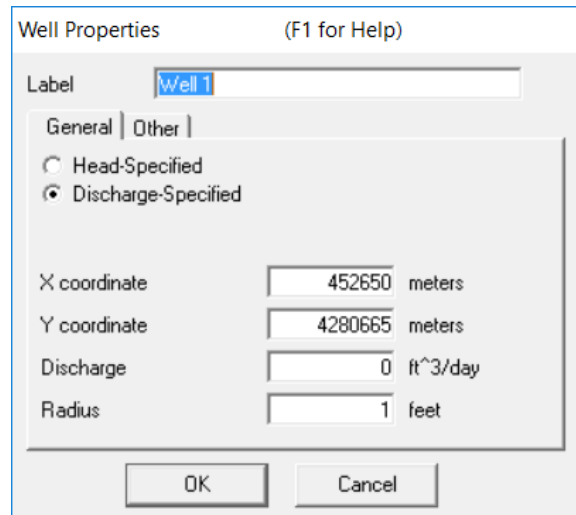 Well Properties (F1 for Help)
Label Well 1
General Other
Head-Specified
Discharge-Specified
X coordinate 452650 meters
Y coordinate 4280665 meters
Discharge 0 ft^3/day
Radius 1 feet
OK Cancel